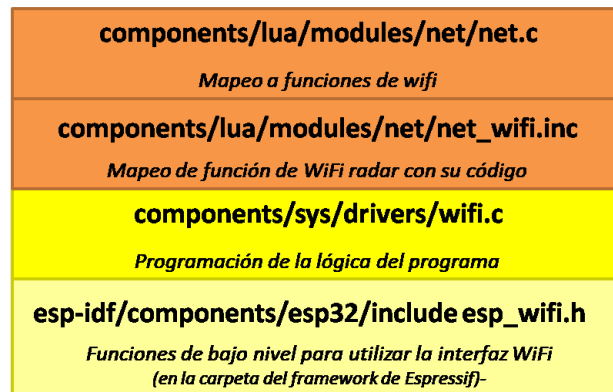 components/lua/modules/net/net.c
Mapeo a funciones de wifi
components/lua/modules/net/net_wifi.inc
Mapeo de función de WiFi radar con su código
components/sys/drivers/wifi.c
Programación de la lógica del programa
esp-idf/components/esp32/include esp_wifi.h
Funciones de bajo nivel para utilizar la interfaz WiFi
(en la carpeta del framework de Espressif)-